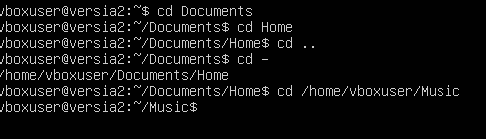 vboxuser@versia2:~$ cd Documents
vboxuser@versia2:~/Documents$ cd Home
vboxuser@versia2:~/Documents/Home$ cd ..
vboxuser@versia2:~/Documents$ cd -
/home/vboxuser/Documents/Home
vboxuser@versia2:~/Documents/Home$ cd /home/vboxuser/Music
vboxuser@versia2:~/Music$